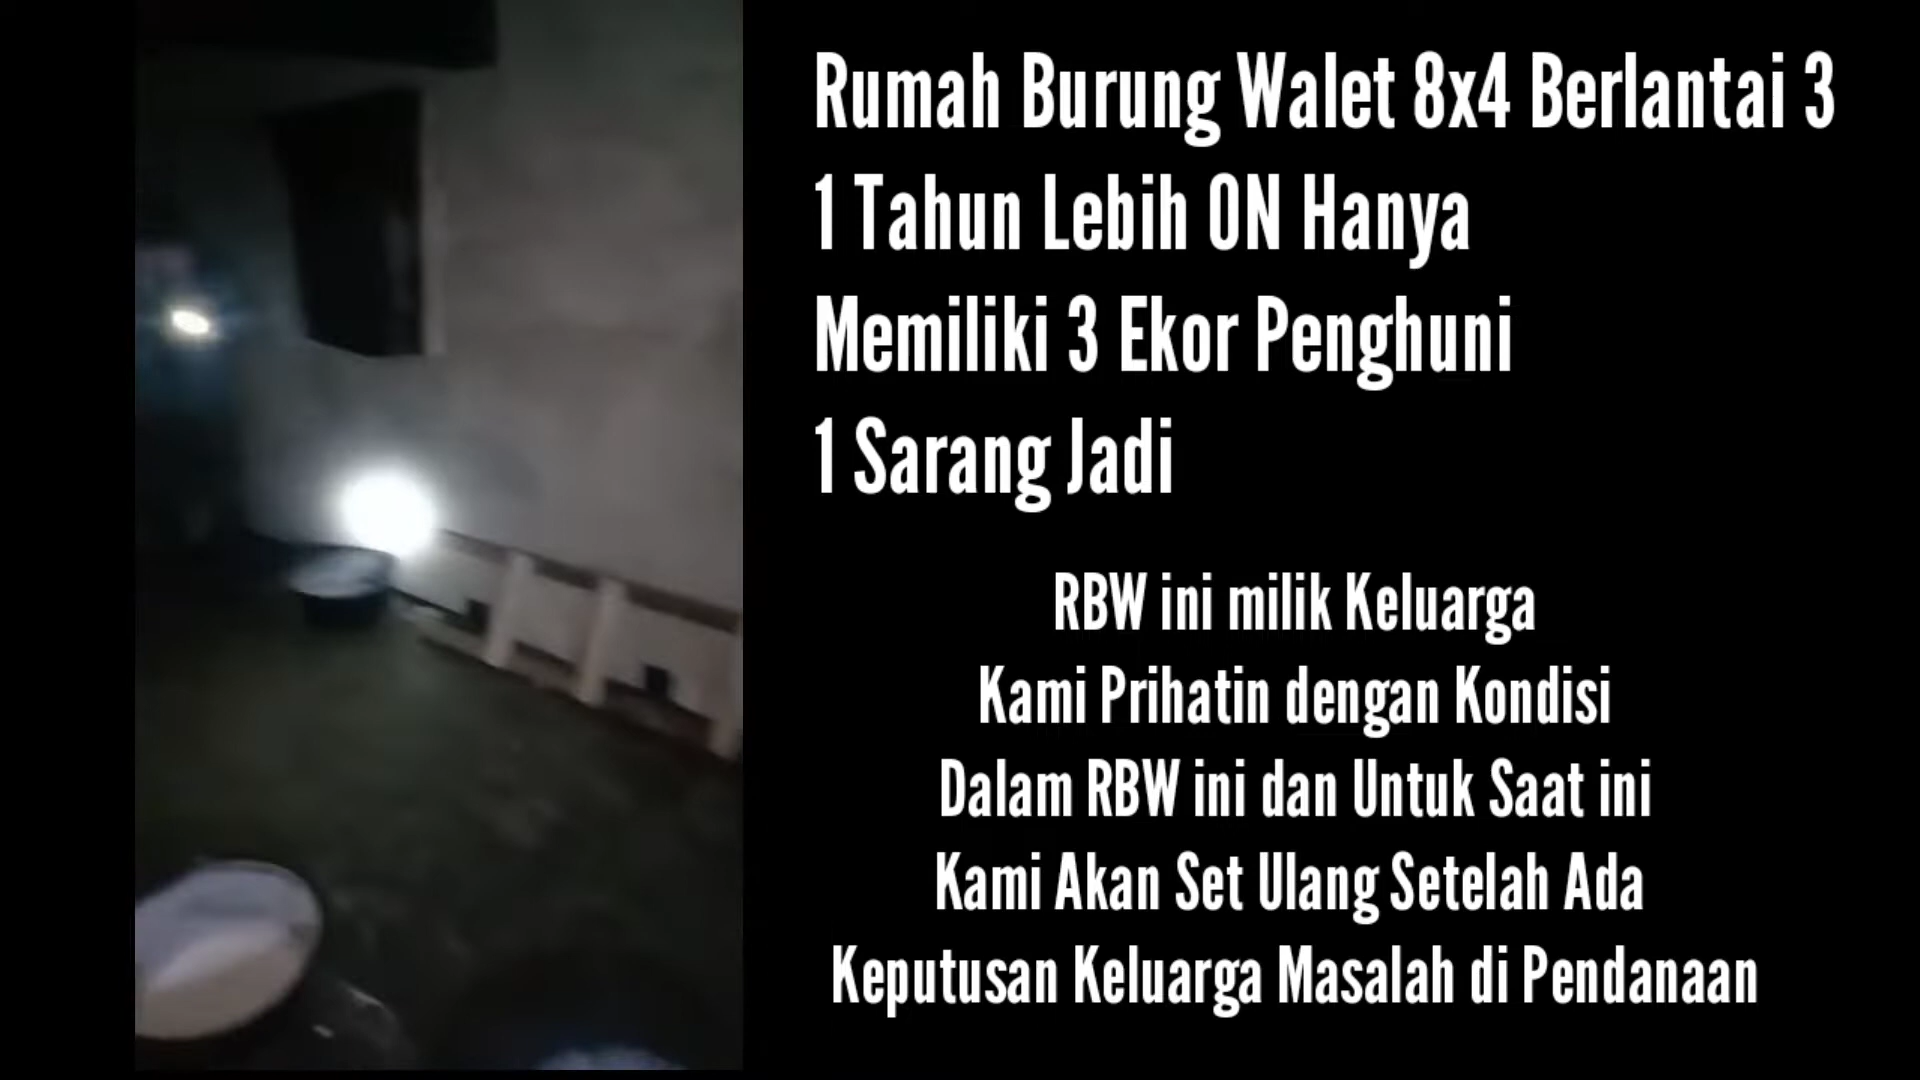 Rumah Burung Walet 8x4 Berlantai 3
1 Tahun Lebih ON Hanya
Memiliki 3 Ekor Penghuni
1 Sarang Jadi
RBW ini milik Keluarga
Kami Prihatin dengan Kondisi
Dalam RBW ini dan Untuk Saat ini
Kami Akan Set Ulang Setelah Ada
Keputusan Keluarga Masalah di Pendanaan